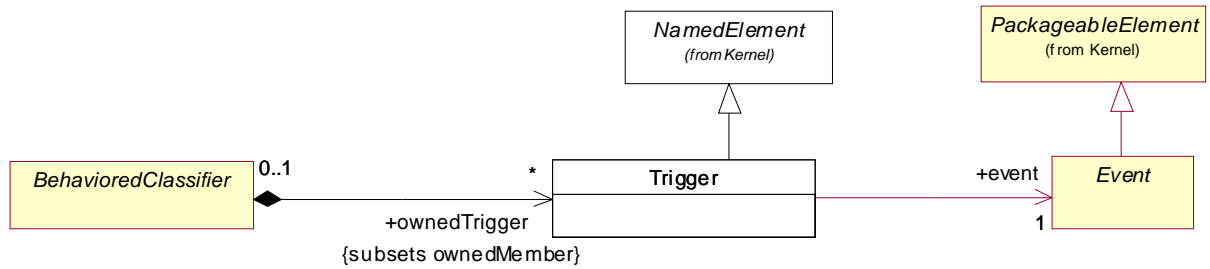 NamedElement
(from Kernel)
PackageableElement
(from Kernel)
BehavioredClassifier
0..1
*
Trigger
+event
Event
+ownedTrigger
1
{subsets ownedMember}